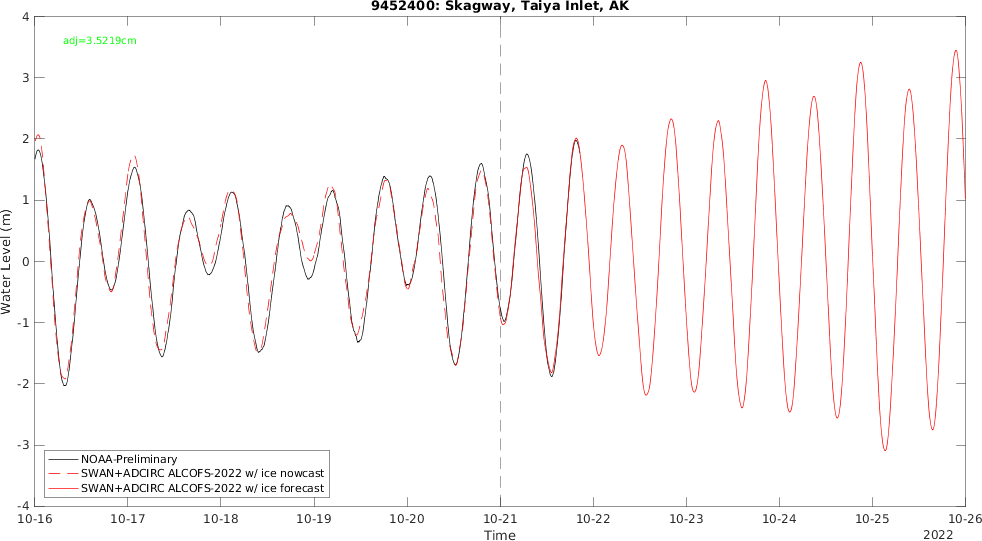 9452400: Skagway, Taiya Inlet, AK
adj=3.5219cm
4
3
2
1
0
-1
-2
-3
-4
Water Level (m)
NOAA-Preliminary
SWAN+ADCIRC ALCOFS-2022 w/ ice nowcast
SWAN+ADCIRC ALCOFS-2022 w/ ice forecast
10-16 10-17 10-18 10-19 10-20 10-21 10-22 10-23 10-24 10-25 10-26
Time
2022